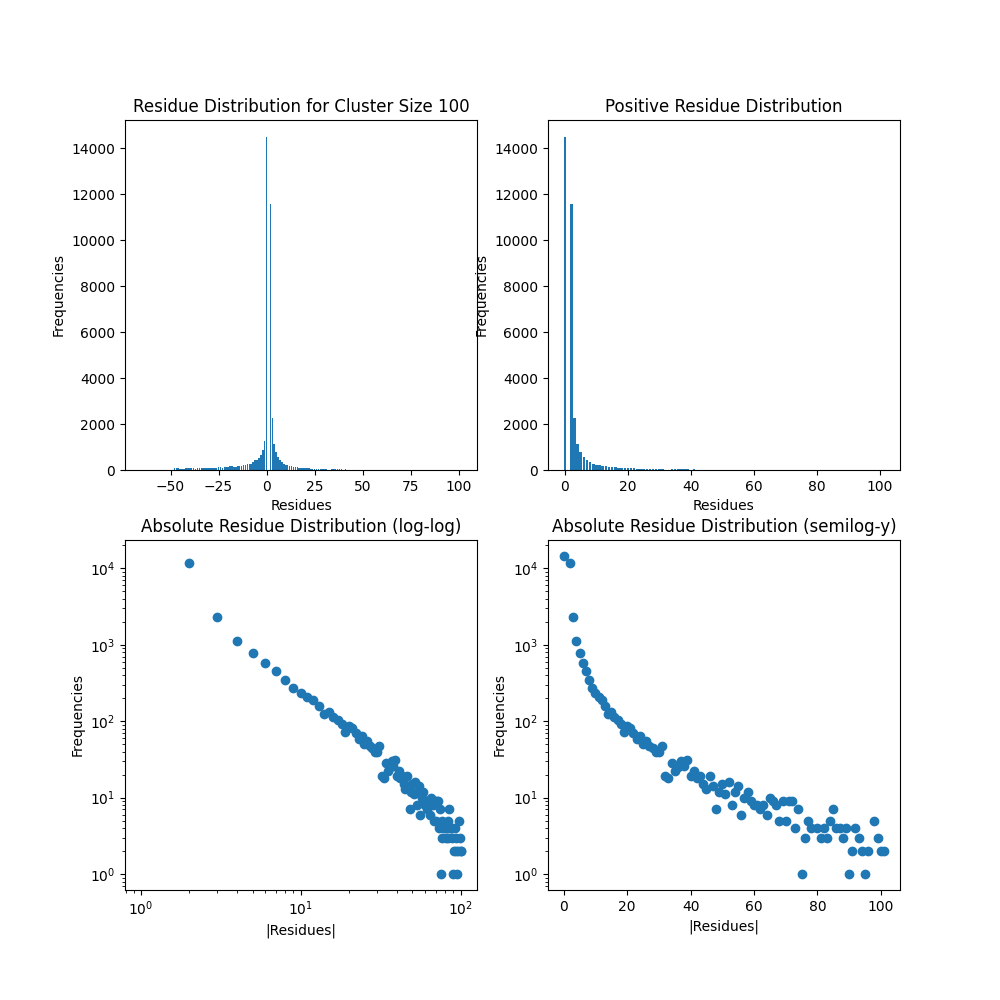 Residue Distribution for Cluster Size 100
Frequencies
14000
12000
10000
8000
6000
4000
2000
0
−50 −25 0 25 50 75 100
Residues
Positive Residue Distribution
Frequencies
14000
12000
10000
8000
6000
4000
2000
0
0 20 40 60 80 100
Residues
Absolute Residue Distribution (log-log)
Frequencies
10⁴
10³
10²
10¹
10⁰
10⁰ 10¹ 10²
|Residues|
Absolute Residue Distribution (semilog-y)
Frequencies
10⁴
10³
10²
10¹
10⁰
0 20 40 60 80 100
|Residues|